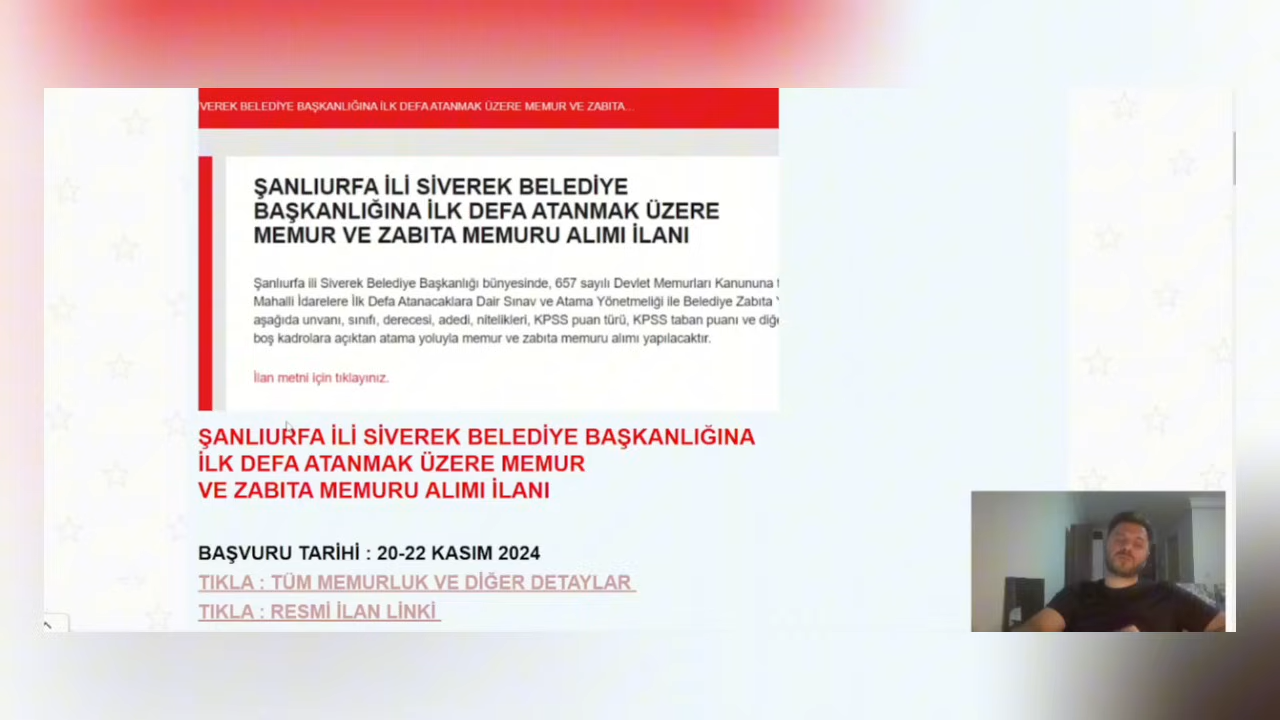 VEREK BELEDİYE BAŞKANLIĞINA İLK DEFA ATANMAK ÜZERE MEMUR VE ZABITA...
ŞANLIURFA İLİ SİVEREK BELEDİYE
BAŞKANLIĞINA İLK DEFA ATANMAK ÜZERE
MEMUR VE ZABITA MEMURU ALIMI İLANI
Şanlıurfa İli Siverek Belediye Başkanlığı bünyesinde, 657 sayılı Devlet Memurları Kanununa
Mahalli İdarelere İlk Defa Atanacaklara Dair Sınav ve Atama Yönetmeliği ile Belediye Zabıta
aşağıda unvanı, sınıfı, derecesi, adedi, nitelikleri, KPSS puan türü, KPSS taban puanı ve
boş kadrolara açıktan atama yoluyla memur ve zabıta memuru alımı yapılacaktır.
İlan metni için tıklayınız.
ŞANLIURFA İLİ SİVEREK BELEDİYE BAŞKANLIĞINA
İLK DEFA ATANMAK ÜZERE MEMUR
VE ZABITA MEMURU ALIMI İLANI
BAŞVURU TARİHİ : 20-22 KASIM 2024
TIKLA : TÜM MEMURLUK VE DİĞER DETAYLAR
TIKLA : RESMİ İLAN LİNKİ